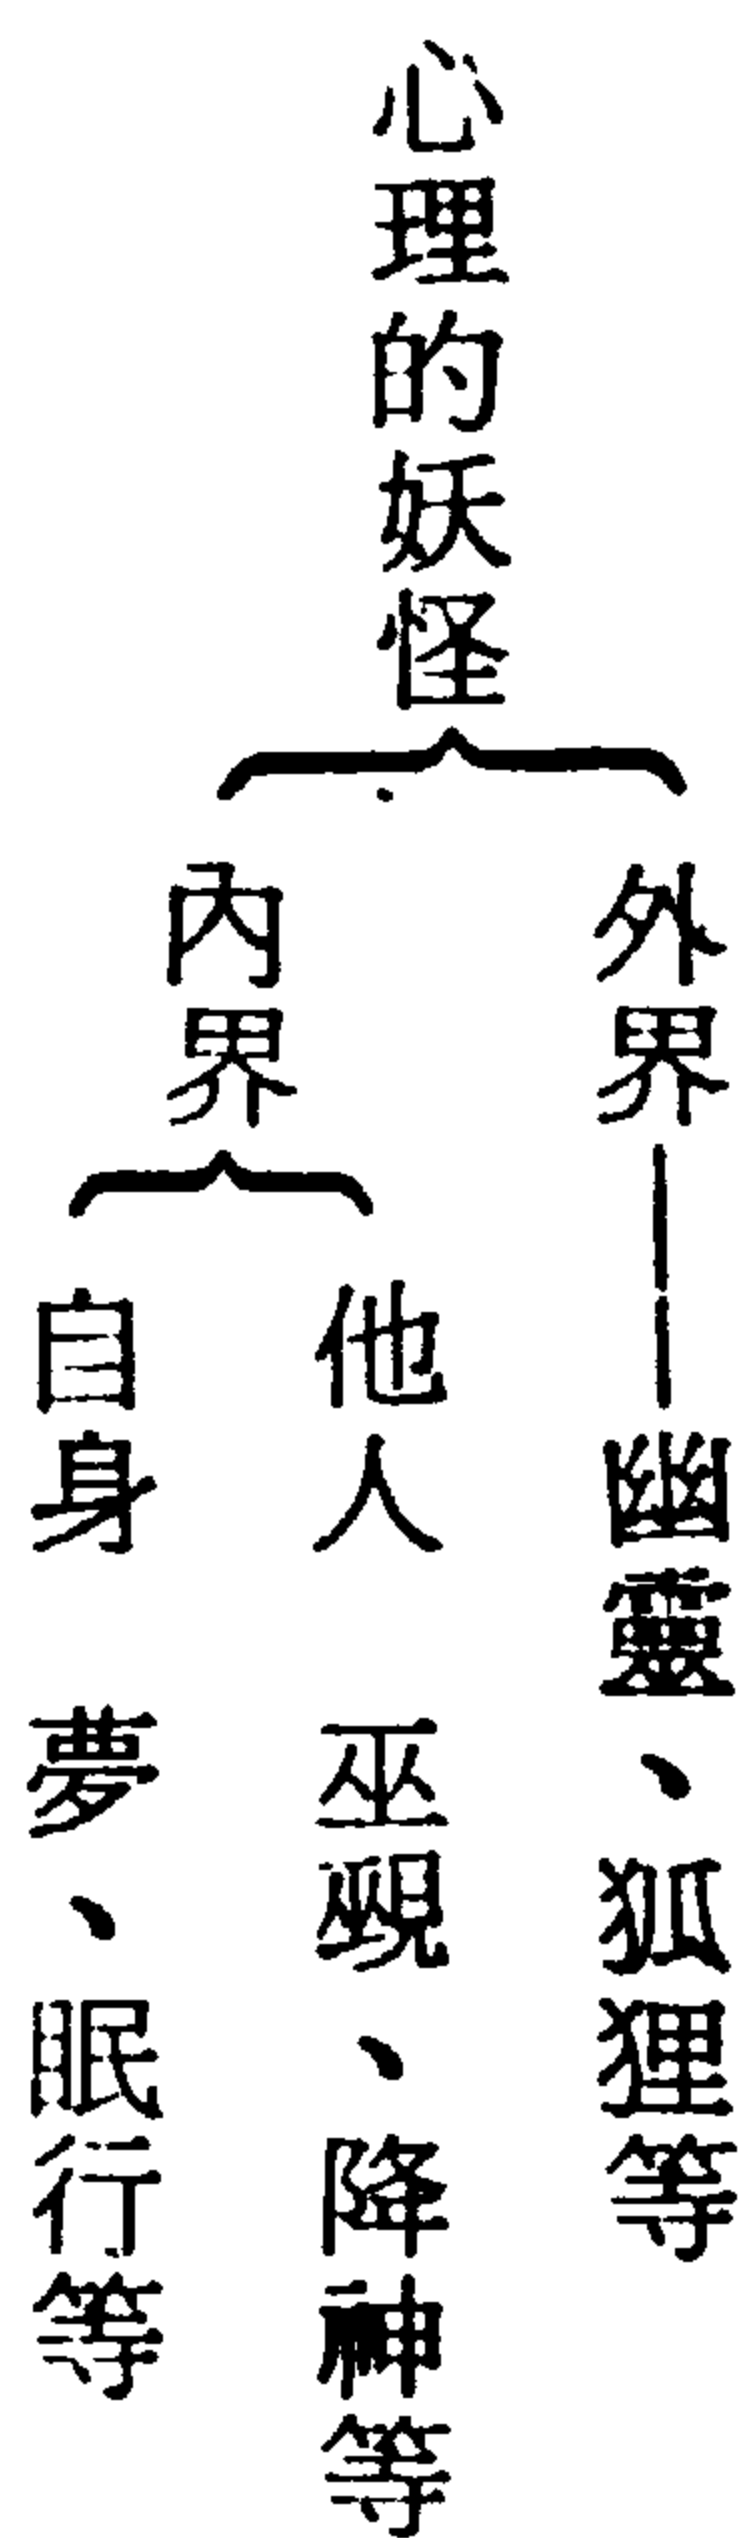 心理的妖怪
外界——幽靈、狐狸等
內界
他人　巫覡、降神等
自身　夢、眠行等